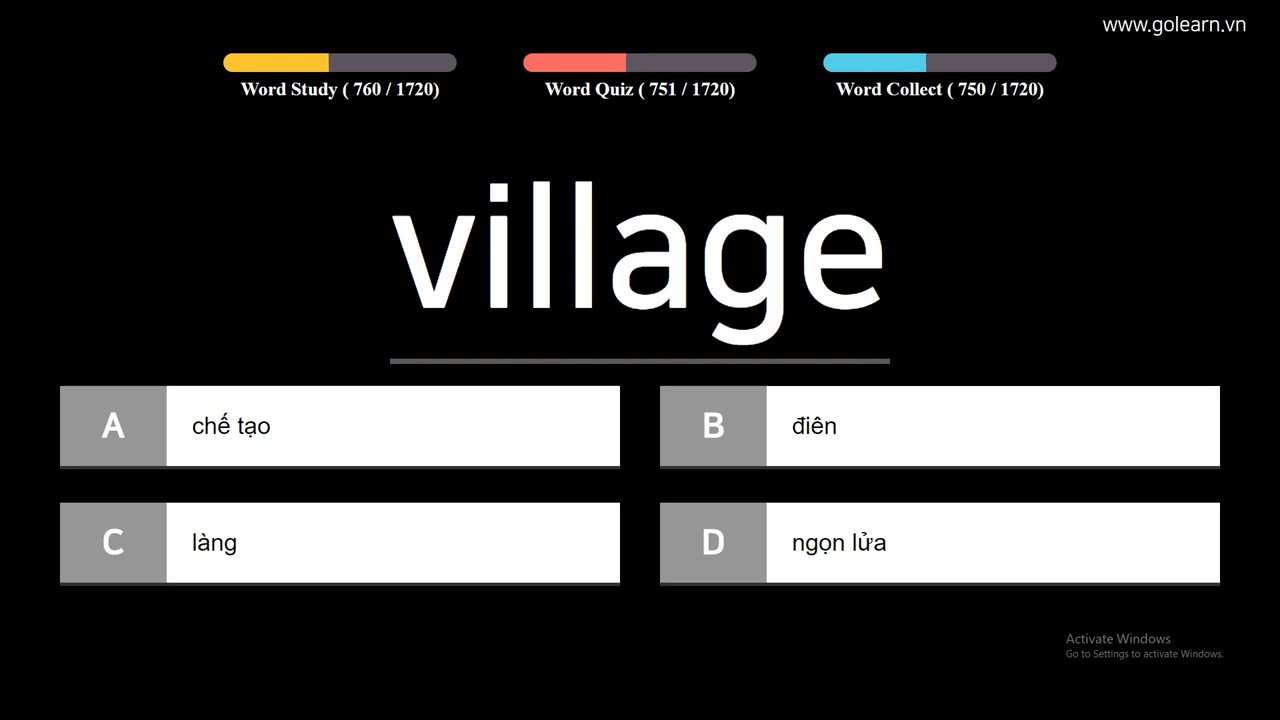 www.golearn.vn
Word Study ( 760 / 1720)
Word Quiz ( 751 / 1720)
Word Collect ( 750 / 1720)
village
A
chế tạo
B
điên
C
làng
D
ngọn lửa
Activate Windows
Go to Settings to activate Windows.